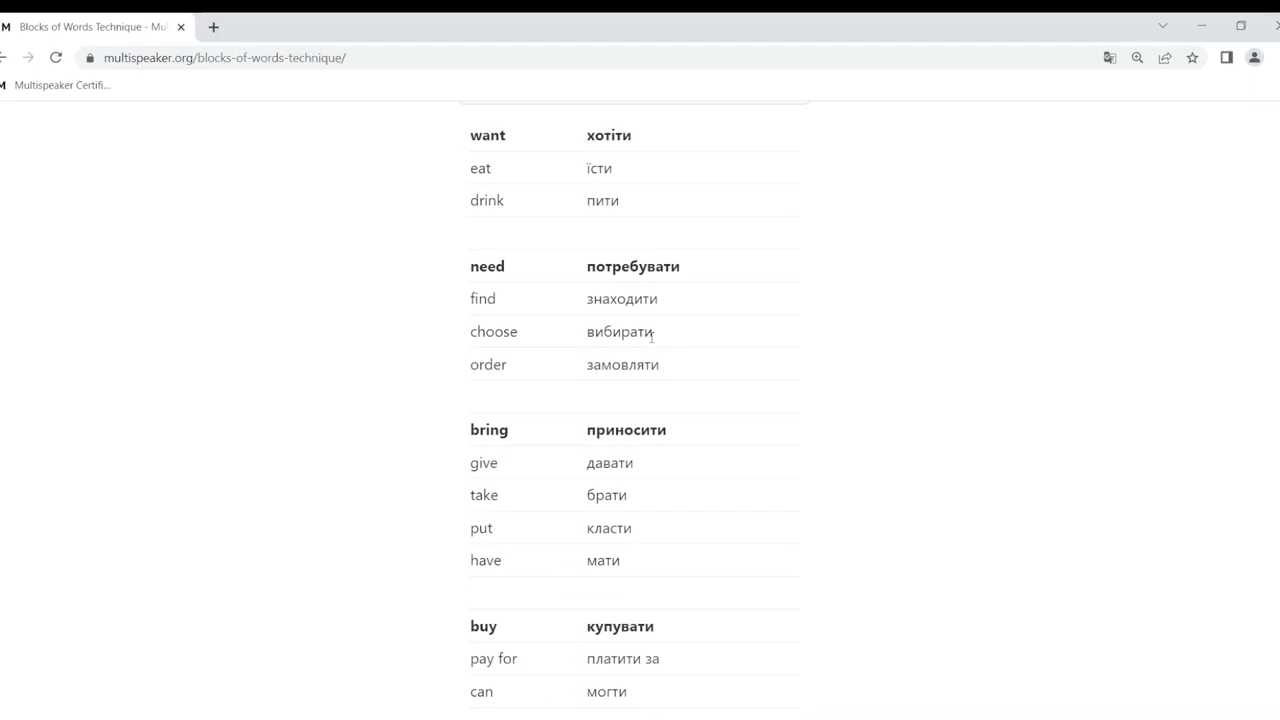 M Blocks of Words Technique - Mul
multispeaker.org/blocks-of-words-technique/
M Multispeaker Certifi...
want хотіти
eat їсти
drink пити
need потребувати
find знаходити
choose вибирати
order замовляти
bring приносити
give давати
take брати
put класти
have мати
buy купувати
pay for платити за
can могти